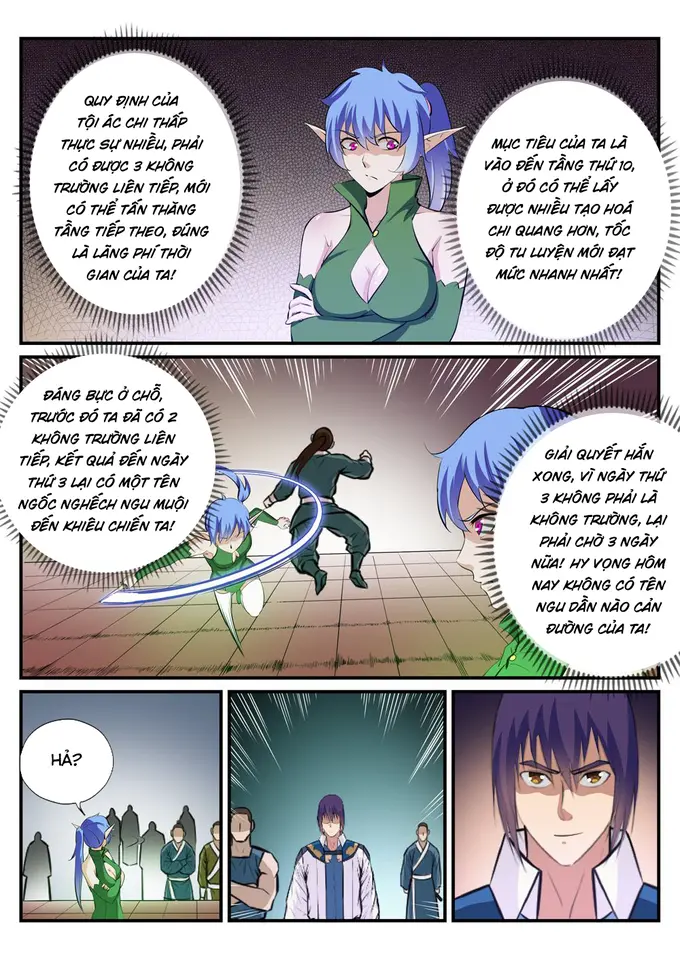 QUY ĐỊNH CỦA
TỘI ÁC CHI THÁP
THỰC SỰ NHIỀU, PHẢI
CÓ ĐƯỢC 3 KHÔNG
TRƯỜNG LIÊN TIẾP, MỚI
CÓ THỂ TẤN THĂNG
TẦNG TIẾP THEO, ĐÚNG
LÀ LÃNG PHÍ THỜI
GIAN CỦA TA!
MỤC TIÊU CỦA TA LÀ
VÀO ĐẾN TẦNG THỨ 10,
Ở ĐÓ CÓ THỂ LẤY
ĐƯỢC NHIỀU TẠO HOÁ
CHI QUANG HƠN, TỐC
ĐỘ TU LUYỆN MỚI ĐẠT
MỨC NHANH NHẤT!
ĐÁNG BỰC Ở CHỖ,
TRƯỚC ĐÓ TA ĐÃ CÓ 2
KHÔNG TRƯỜNG LIÊN
TIẾP, KẾT QUẢ ĐẾN NGÀY
THỨ 3 LẠI CÓ MỘT TÊN
NGỐC NGHẾCH NGU MUỘI
ĐẾN KHIÊU CHIẾN TA!
GIẢI QUYẾT HẮN
XONG, VÌ NGÀY THỨ
3 KHÔNG PHẢI LÀ
KHÔNG TRƯỜNG, LẠI
PHẢI CHỜ 3 NGÀY
NỮA! HY VỌNG HÔM
NAY KHÔNG CÓ TÊN
NGU DẦN NÀO CẢN
ĐƯỜNG CỦA TA!
HẢ?